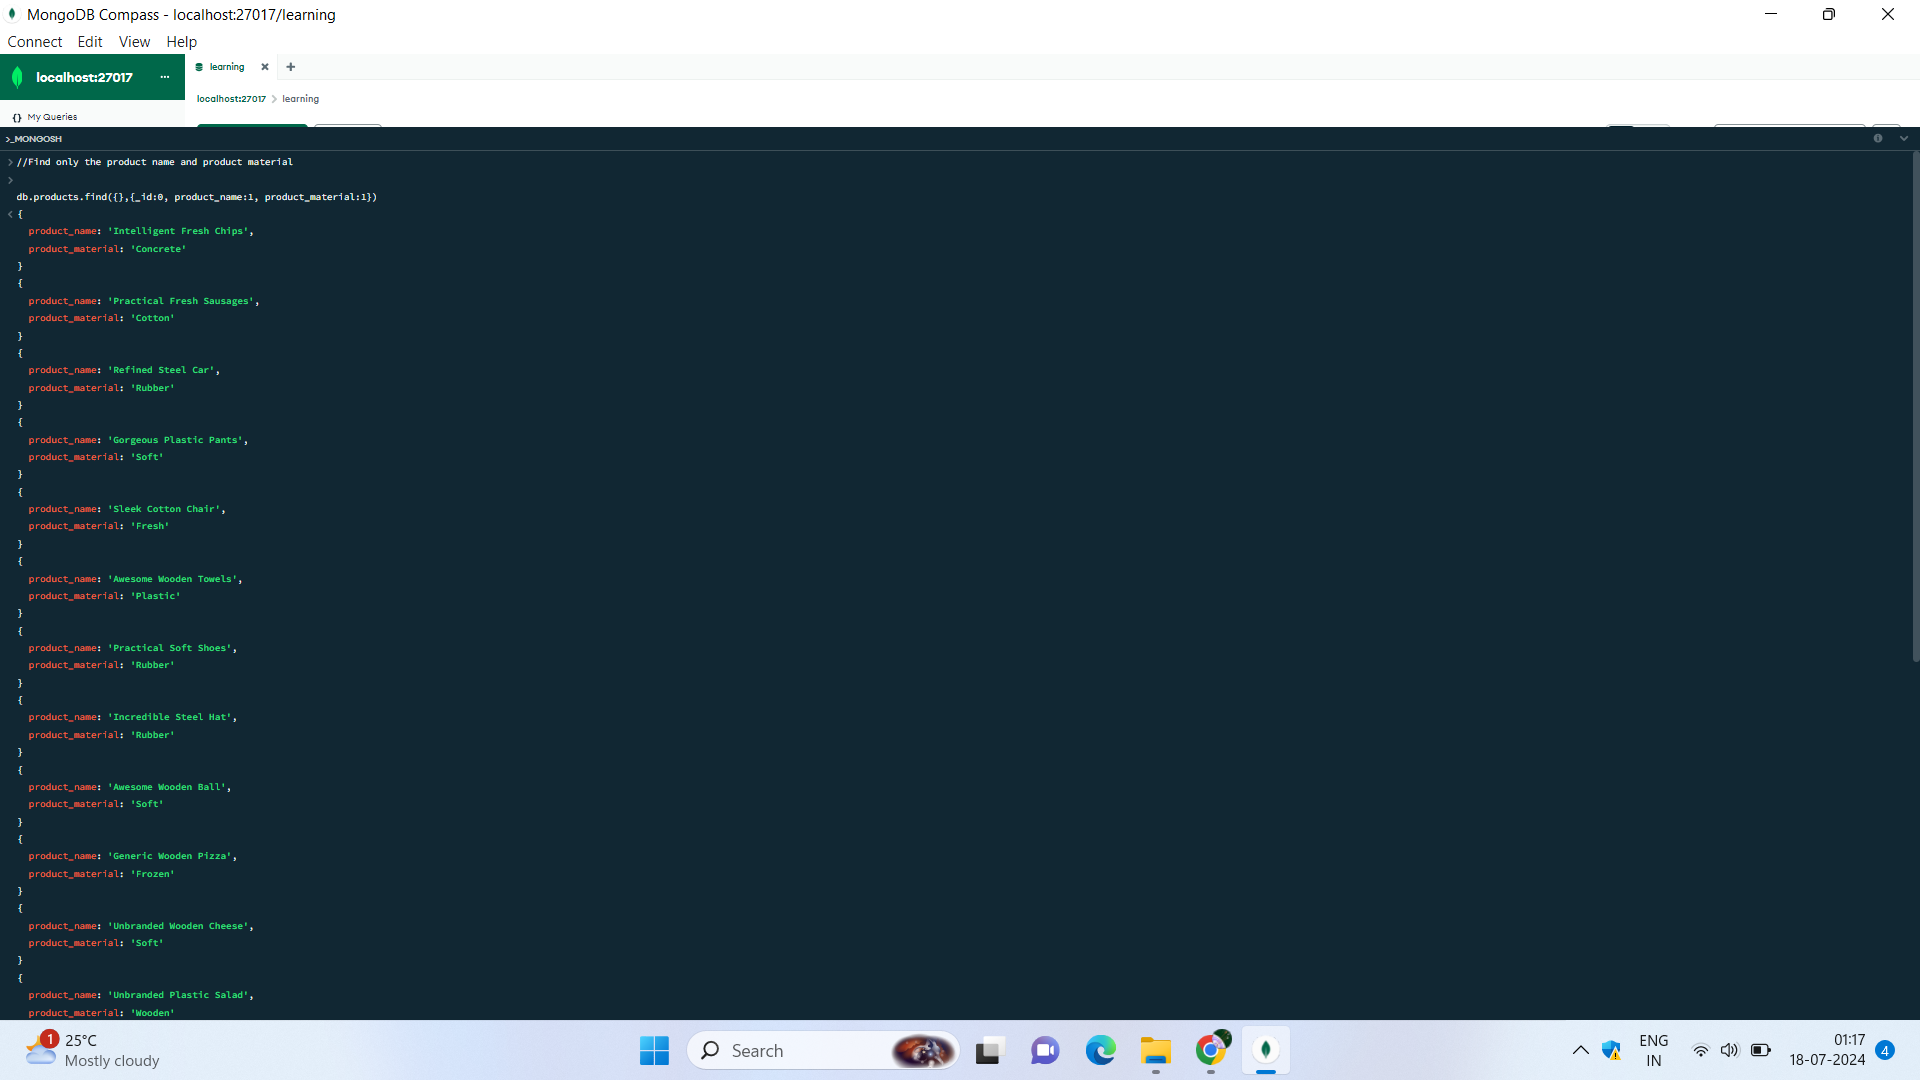 MongoDB Compass - localhost:27017/learning
Connect Edit View Help
localhost:27017 ...
learning
localhost:27017 > learning
{} My Queries
>_MONGOSH
> //Find only the product name and product material
>
db.products.find({},{_id:0, product_name:1, product_material:1})
< {
product_name: 'Intelligent Fresh Chips',
product_material: 'Concrete'
}
{
product_name: 'Practical Fresh Sausages',
product_material: 'Cotton'
}
{
product_name: 'Refined Steel Car',
product_material: 'Rubber'
}
{
product_name: 'Gorgeous Plastic Pants',
product_material: 'Soft'
}
{
product_name: 'Sleek Cotton Chair',
product_material: 'Fresh'
}
{
product_name: 'Awesome Wooden Towels',
product_material: 'Plastic'
}
{
product_name: 'Practical Soft Shoes',
product_material: 'Rubber'
}
{
product_name: 'Incredible Steel Hat',
product_material: 'Rubber'
}
{
product_name: 'Awesome Wooden Ball',
product_material: 'Soft'
}
{
product_name: 'Generic Wooden Pizza',
product_material: 'Frozen'
}
{
product_name: 'Unbranded Wooden Cheese',
product_material: 'Soft'
}
{
product_name: 'Unbranded Plastic Salad',
product_material: 'Wooden'
1
25°C
Mostly cloudy
Search
ENG
IN
01:17
18-07-2024
4